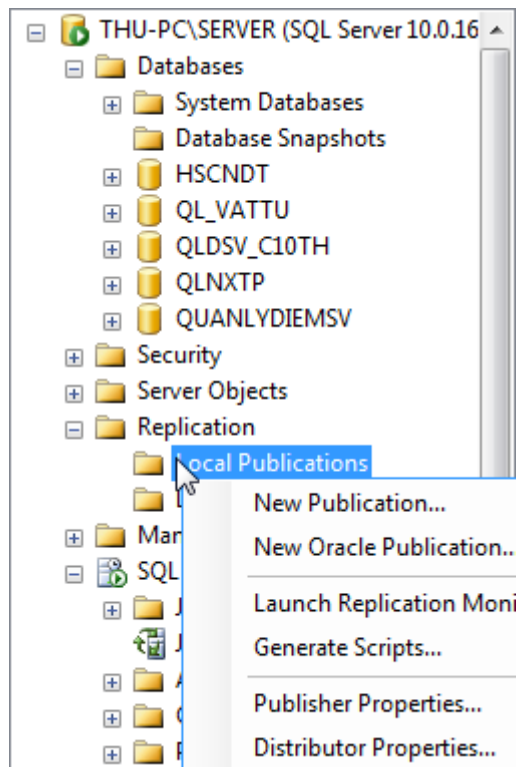 THU-PC\SERVER (SQL Server 10.0.16
Databases
System Databases
Database Snapshots
HSCNDT
QL_VATTU
QLDSV_C10TH
QLNXTP
QUANLYDIEMSV
Security
Server Objects
Replication
Local Publications
New Publication...
New Oracle Publication..
SQL
Launch Replication Moni
Generate Scripts...
Publisher Properties...
Distributor Properties...